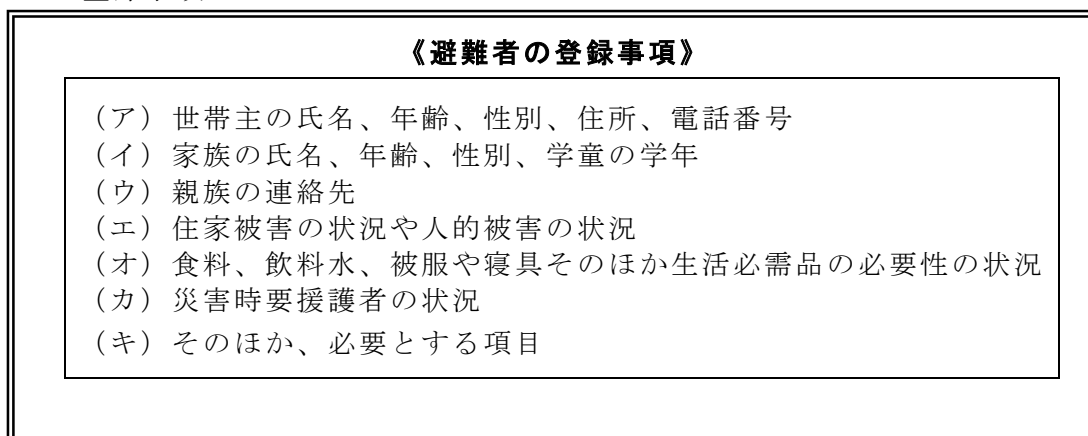 《避難者の登録事項》
(ア) 世帯主の氏名、年齢、性別、住所、電話番号
(イ) 家族の氏名、年齢、性別、学童の学年
(ウ) 親族の連絡先
(エ) 住家被害の状況や人的被害の状況
(オ) 食料、飲料水、被服や寝具そのほか生活必需品の必要性の状況
(カ) 災害時要援護者の状況
(キ) そのほか、必要とする項目